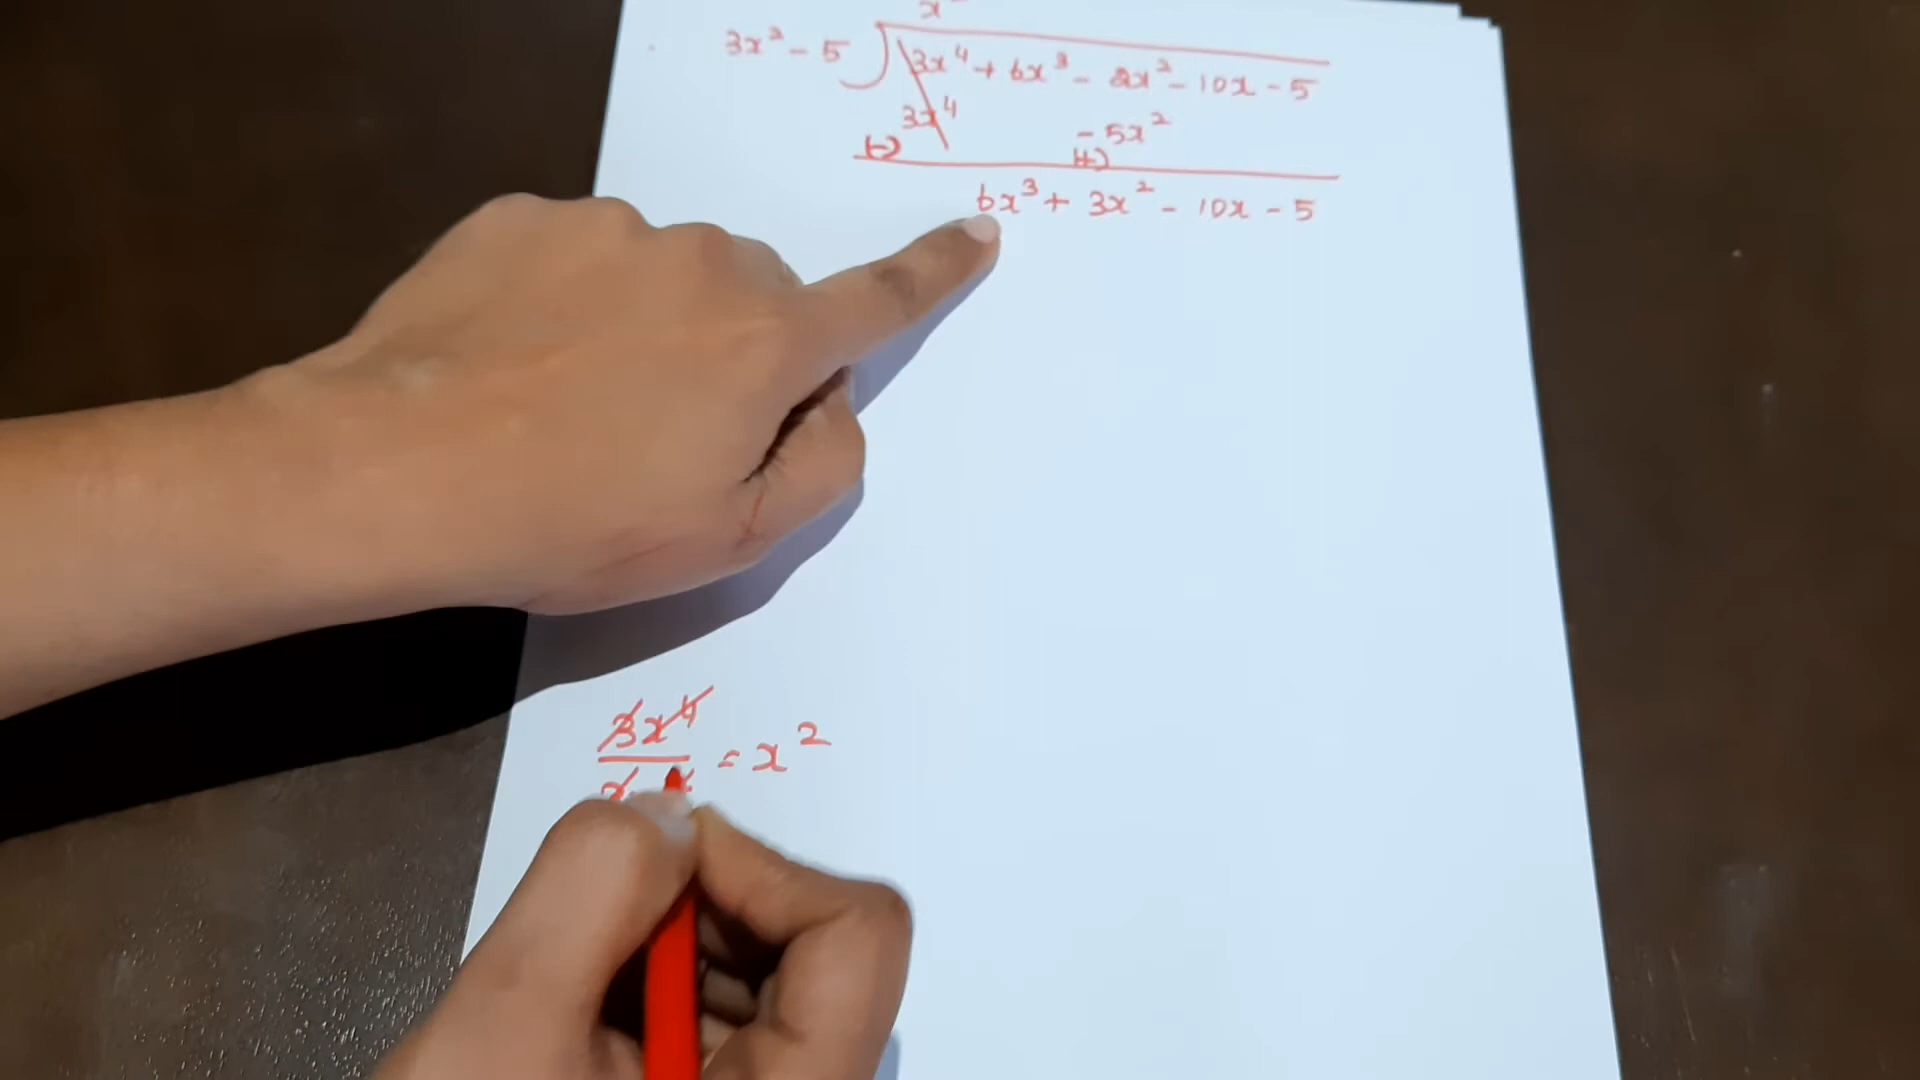 x
3x² - 5 ) 3x⁴ + 6x³ - 2x² - 10x - 5
3x⁴ - 5x²
(-) (+)
6x³ + 3x² - 10x - 5
3x⁴ = x²